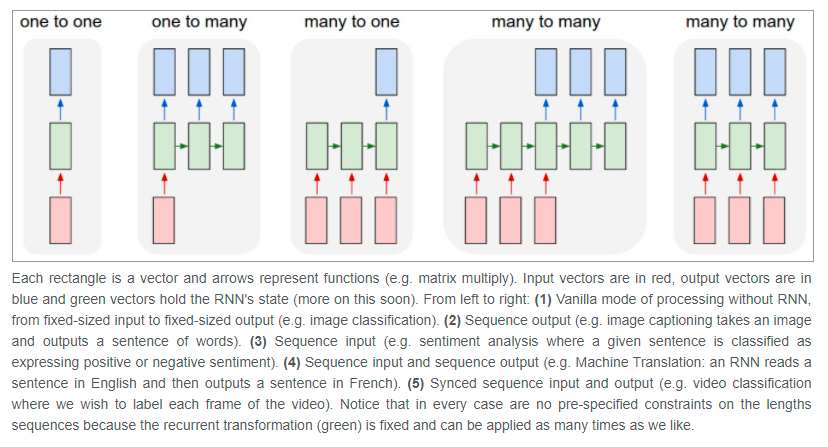 one to one one to many many to one many to many many to many
Each rectangle is a vector and arrows represent functions (e.g. matrix multiply). Input vectors are in red, output vectors are in
blue and green vectors hold the RNN's state (more on this soon). From left to right: (1) Vanilla mode of processing without RNN,
from fixed-sized input to fixed-sized output (e.g. image classification). (2) Sequence output (e.g. image captioning takes an image
and outputs a sentence of words). (3) Sequence input (e.g. sentiment analysis where a given sentence is classified as
expressing positive or negative sentiment). (4) Sequence input and sequence output (e.g. Machine Translation: an RNN reads a
sentence in English and then outputs a sentence in French). (5) Synced sequence input and output (e.g. video classification
where we wish to label each frame of the video). Notice that in every case are no pre-specified constraints on the lengths
sequences because the recurrent transformation (green) is fixed and can be applied as many times as we like.